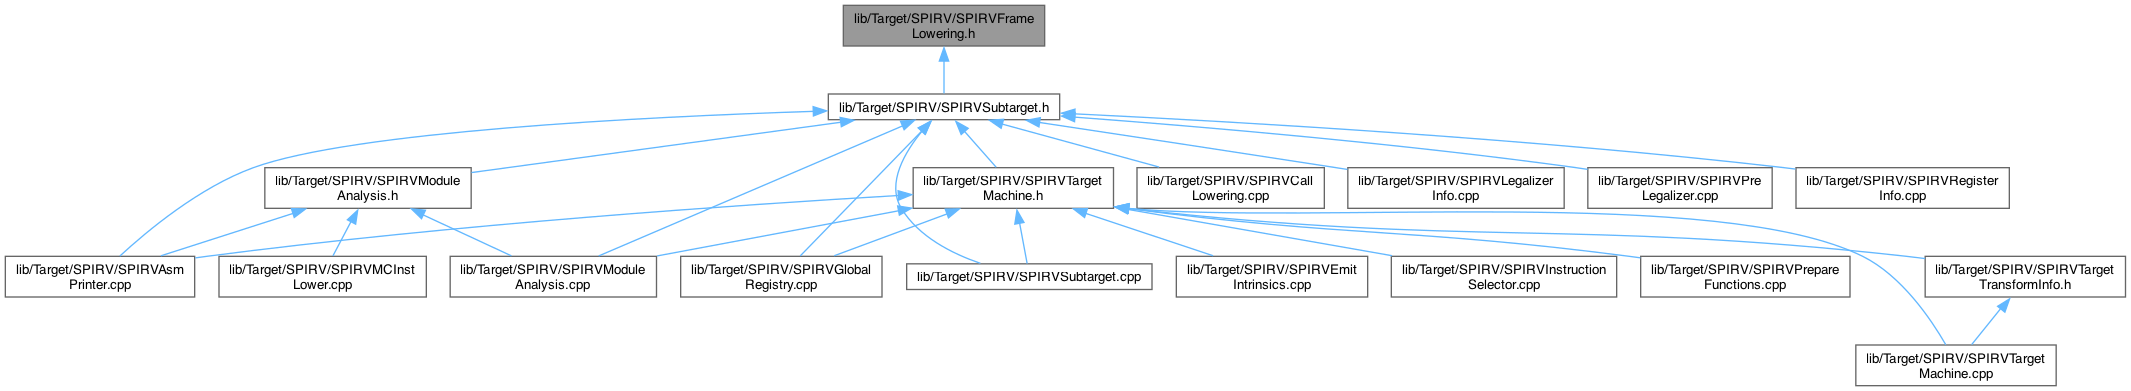 lib/Target/SPIRV/SPIRVFrame
Lowering.h
lib/Target/SPIRV/SPIRVSubtarget.h
lib/Target/SPIRV/SPIRVModule
Analysis.h
lib/Target/SPIRV/SPIRVTarget
Machine.h
lib/Target/SPIRV/SPIRVCall
Lowering.cpp
lib/Target/SPIRV/SPIRVLegalizer
Info.cpp
lib/Target/SPIRV/SPIRVPre
Legalizer.cpp
lib/Target/SPIRV/SPIRVRegister
Info.cpp
lib/Target/SPIRV/SPIRVAsm
Printer.cpp
lib/Target/SPIRV/SPIRVMCInst
Lower.cpp
lib/Target/SPIRV/SPIRVModule
Analysis.cpp
lib/Target/SPIRV/SPIRVGlobal
Registry.cpp
lib/Target/SPIRV/SPIRVSubtarget.cpp
lib/Target/SPIRV/SPIRVEmit
Intrinsics.cpp
lib/Target/SPIRV/SPIRVInstruction
Selector.cpp
lib/Target/SPIRV/SPIRVPrepare
Functions.cpp
lib/Target/SPIRV/SPIRVTarget
TransformInfo.h
lib/Target/SPIRV/SPIRVTarget
Machine.cpp